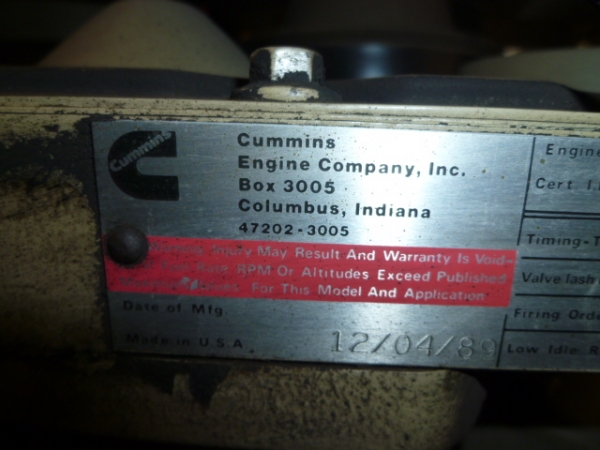 Cummins
Cummins
Engine Company, Inc.
Box 3005
Columbus, Indiana
47202-3005
Injury May Result And Warranty Is Void-
RPM Or Altitudes Exceed Published
For This Model And Application
Date of Mfg
Made in U.S.A.
12/04/89
Engine
Cert. I.
Timing-T
Valve lash
Firing Orde
Low Idle R